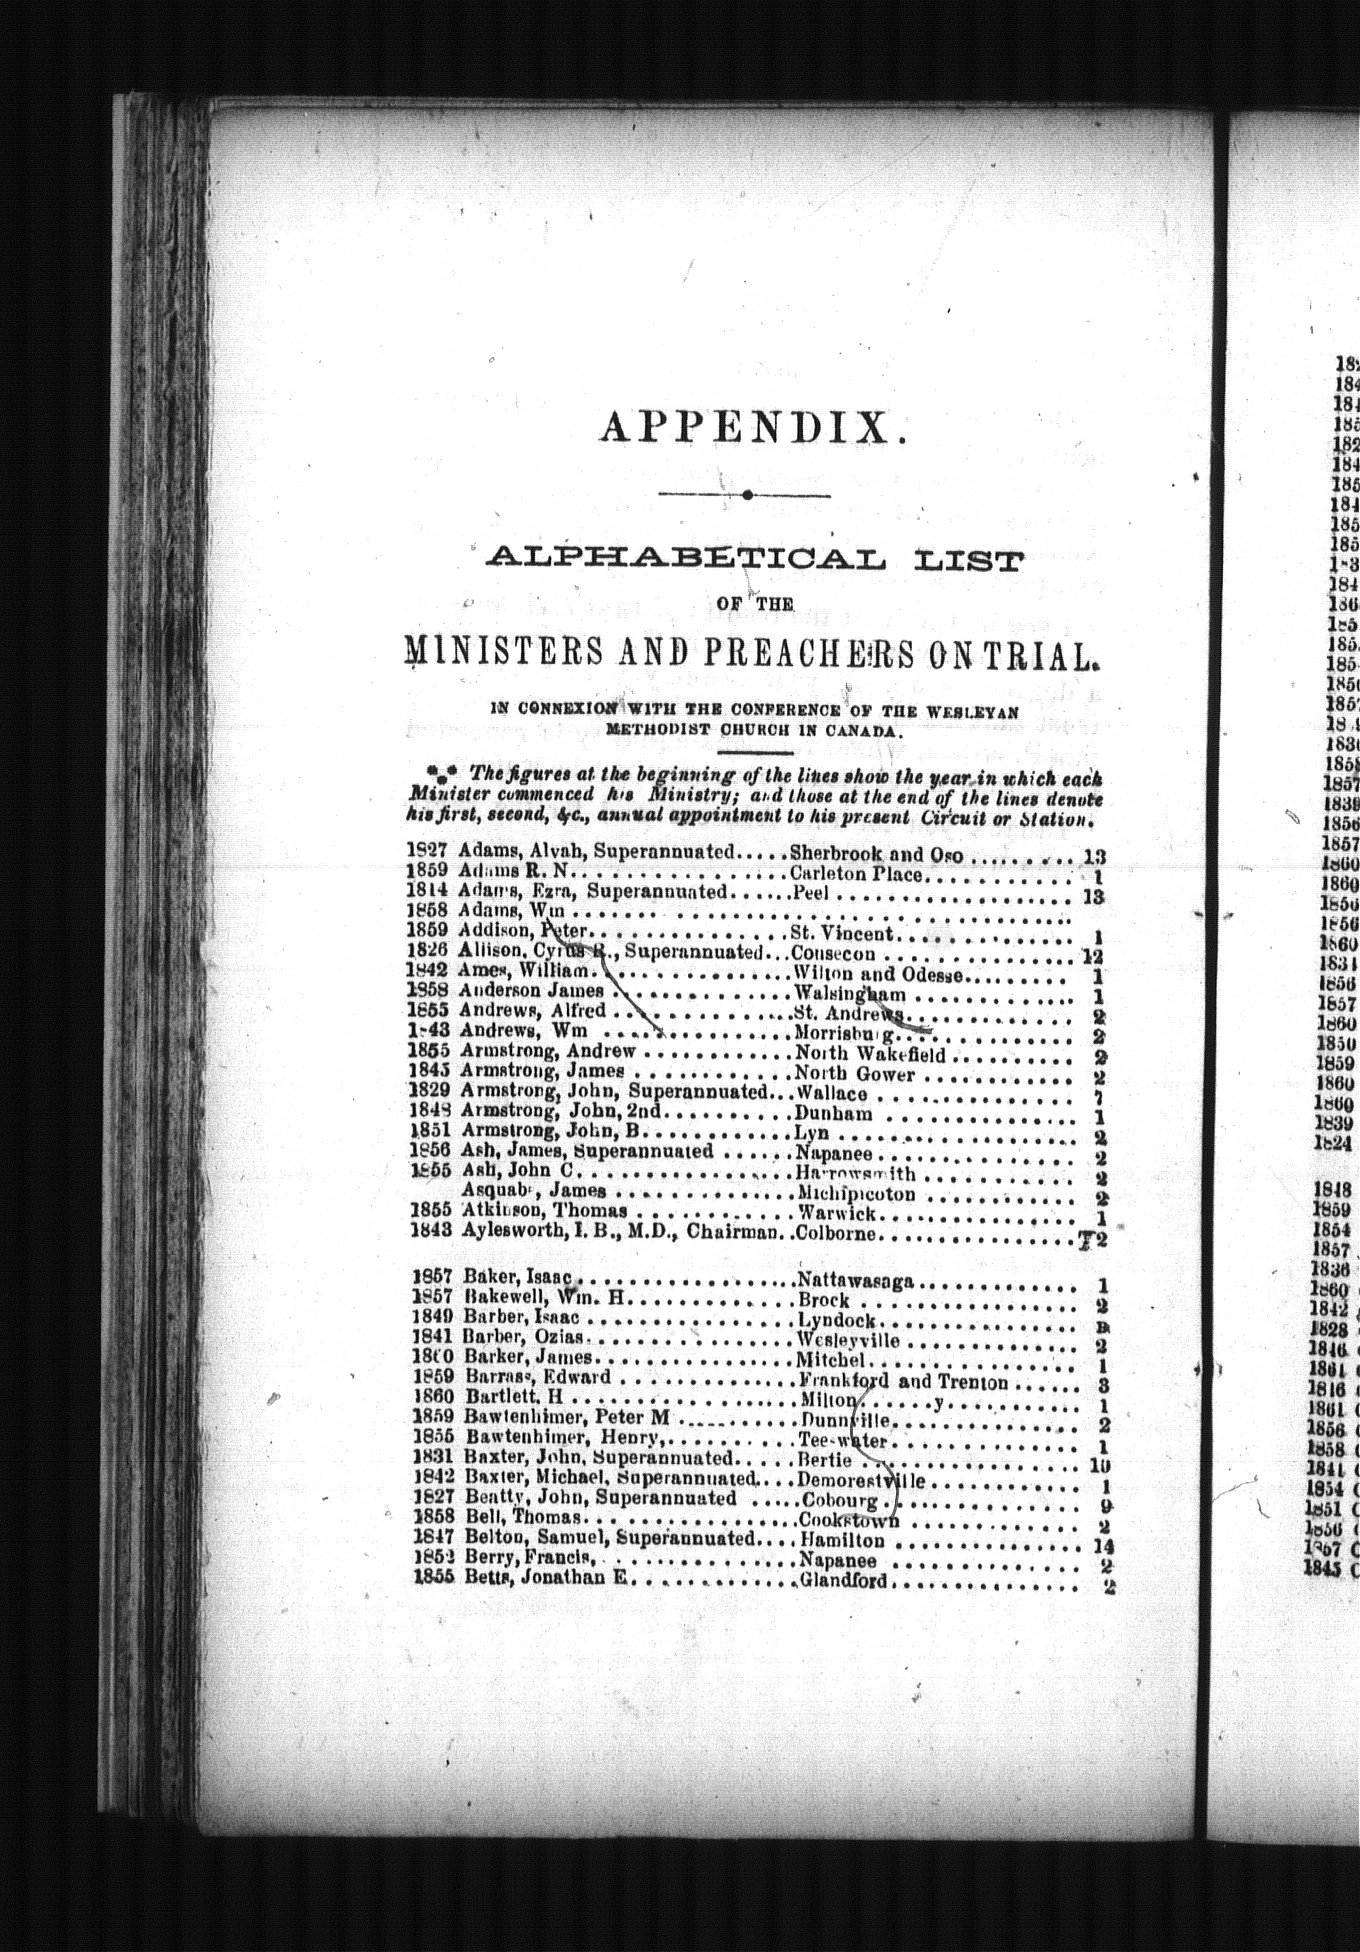 APPENDIX.
ALPHABETICAL LIST
OF THE
MINISTERS AND PREACHERS ON TRIAL.
IN CONNEXION WITH THE CONFERENCE OF THE WESLEYAN
METHODIST CHURCH IN CANADA.
*** The figures at the beginning of the lines show the year in which each
Minister commenced his Ministry; and those at the end of the lines denote
his first, second, &c., annual appointment to his present Circuit or Station.
1827 Adams, Alvah, Superannuated.....Sherbrook and Oso ......... 13
1859 Adams R. N.................Carleton Place............ 1
1814 Adams, Ezra, Superannuated......Peel ................... 13
1858 Adams, Wm .......
1859 Addison, Peter................St. Vincent............ 1
1826 Allison, Cyrus R., Superannuated...Consecon ............ 12
1842 Ames, William................Wilton and Odesse......... 1
1858 Anderson James ..............Walsingham ............ 1
1855 Andrews, Alfred ..............St. Andrews............ 2
1843 Andrews, Wm ..............Morrisburg............ 2
1855 Armstrong, Andrew ............North Wakefield .......... 2
1845 Armstrong, James ............North Gower ............ 2
1829 Armstrong, John, Superannuated...Wallace ............... 7
1848 Armstrong, John, 2nd..........Dunham ............... 1
1851 Armstrong, John, B............Lyn .................. 2
1856 Ash, James, Superannuated ......Napanee ............... 2
1855 Ash, John C................Harrowsmith ............ 2
Asquabe, James ..............Michipicoton ............ 2
1855 Atkinson, Thomas ............Warwick............... 1
1843 Aylesworth, I. B., M.D., Chairman..Colborne............... 2
1857 Baker, Isaac..................Nattawasaga............ 1
1857 Bakewell, Wm. H..............Brock ................. 2
1849 Barber, Isaac ................Lyndock...............
1841 Barber, Ozias................Wesleyville ............ 2
1860 Barker, James................Mitchel............... 1
1859 Barrass, Edward ..............Frankford and Trenton ...... 3
1860 Bartlett. H ..................Milton......y.......... 1
1859 Bawtenhimer, Peter M ..........Dunnville............... 2
1855 Bawtenhimer, Henry,..........Teeswater............... 1
1831 Baxter, John, Superannuated.....Bertie ................. 10
1842 Baxter, Michael, Superannuated....Demorestville ............ 1
1827 Beatty, John, Superannuated .....Cobourg ............... 9
1858 Bell, Thomas..................Cookstown ............ 2
1847 Belton, Samuel, Superannuated....Hamilton ............... 14
1852 Berry, Francis, ..............Napanee ............... 2
1855 Betts, Jonathan E............Glandford............... 2